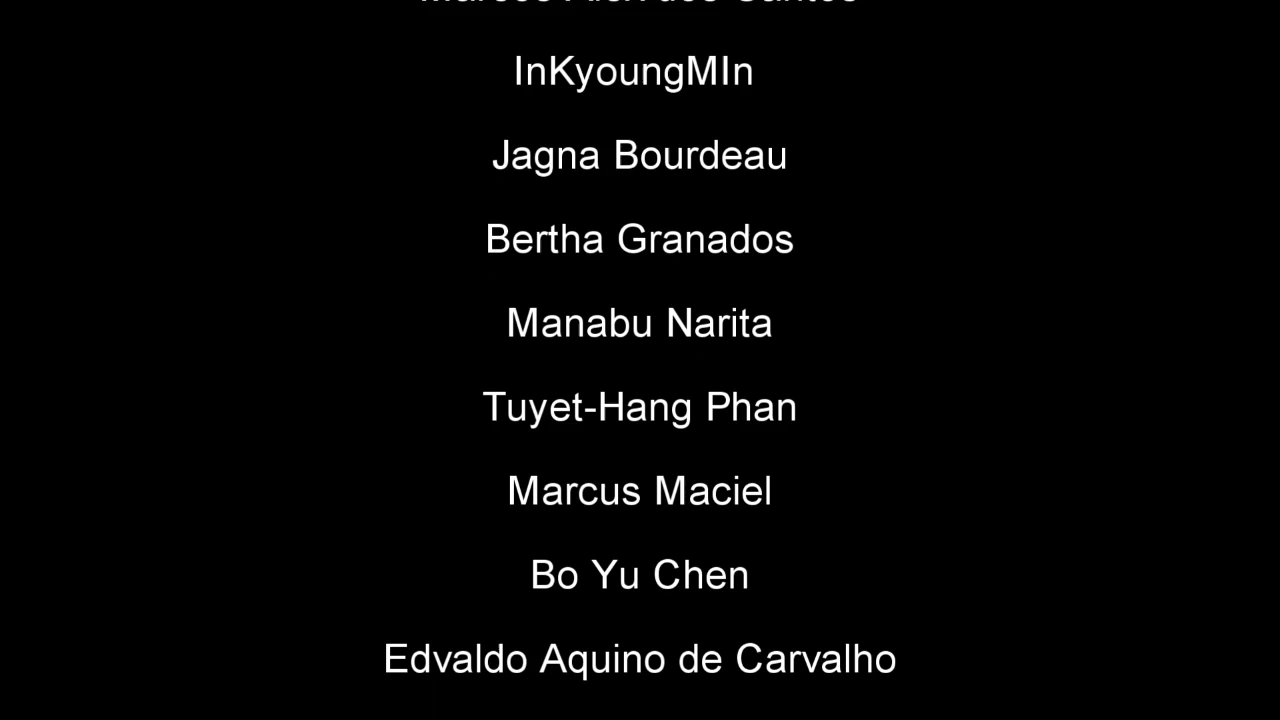 InKyoungMIn
Jagna Bourdeau
Bertha Granados
Manabu Narita
Tuyet-Hang Phan
Marcus Maciel
Bo Yu Chen
Edvaldo Aquino de Carvalho